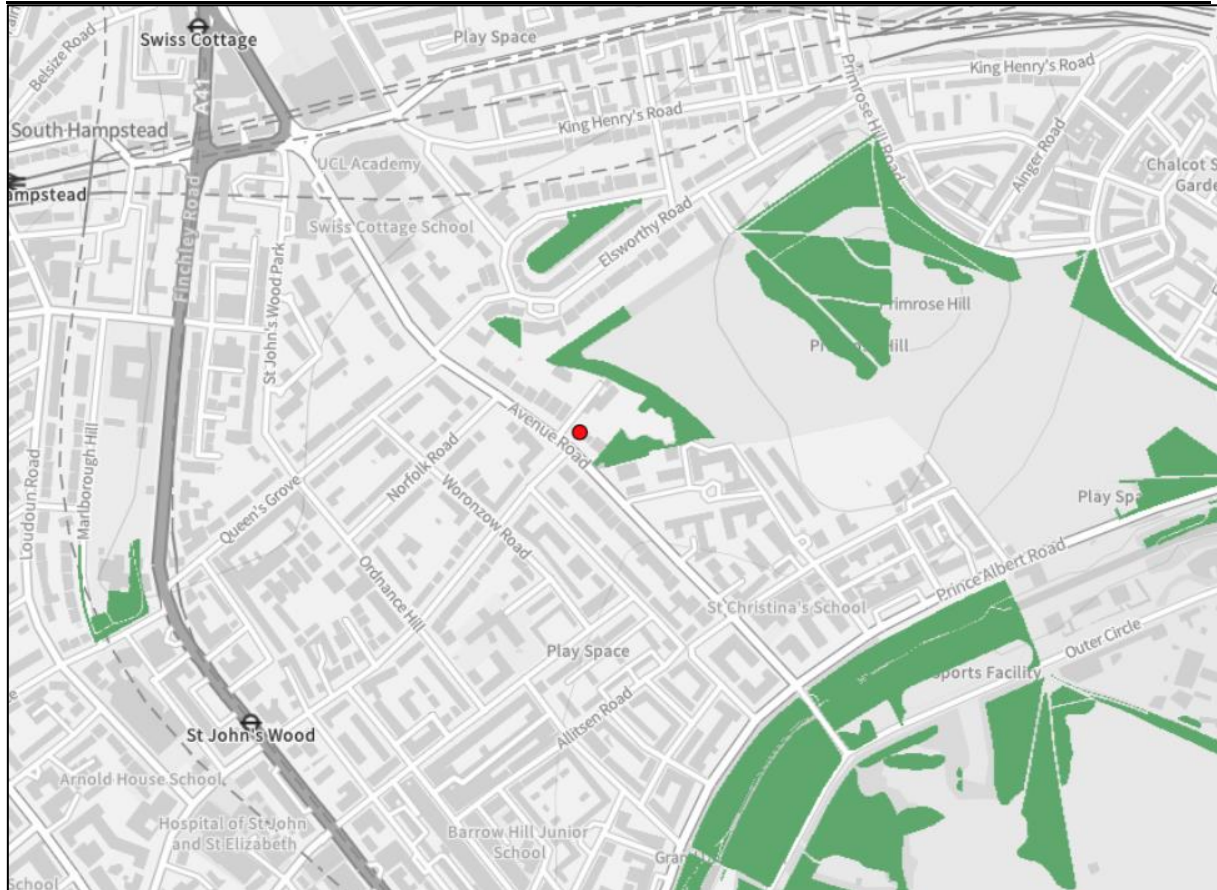 Swiss Cottage
Play Space
Belsize Road
A41
King Henry's Road
Primrose Hill Road
South Hampstead
King Henry's Road
UCL Academy
Ainger Road
Chalcot S
Garde
ampstead
Finchley Road
Swiss Cottage School
Elsworthy Road
St John's Wood Park
Primrose Hill
Hill
Avenue Road
Marlborough Hill
Norfolk Road
Loudoun Road
Queen's Grove
Woronzow Road
Play Spa
Ordnance Hill
Prince Albert Road
St Christina's School
Outer Circle
Play Space
ports Facility
Allitsen Road
St John's Wood
Arnold House School
Hospital of St John
and St Elizabeth
Barrow Hill Junior
School
School